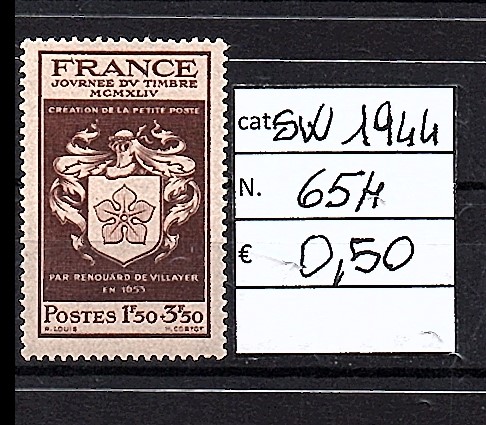 FRANCE
JOVRNEE DV TIMBRE
MCMXLIV
CREATION DE LA PETITE POSTE
PAR RENOUARD DE VILLAYER
EN 1653
POSTES 1F50+3F50
R. LOUIS H. CORTOT
cat. SW 1944
N. 654
€ 0,50